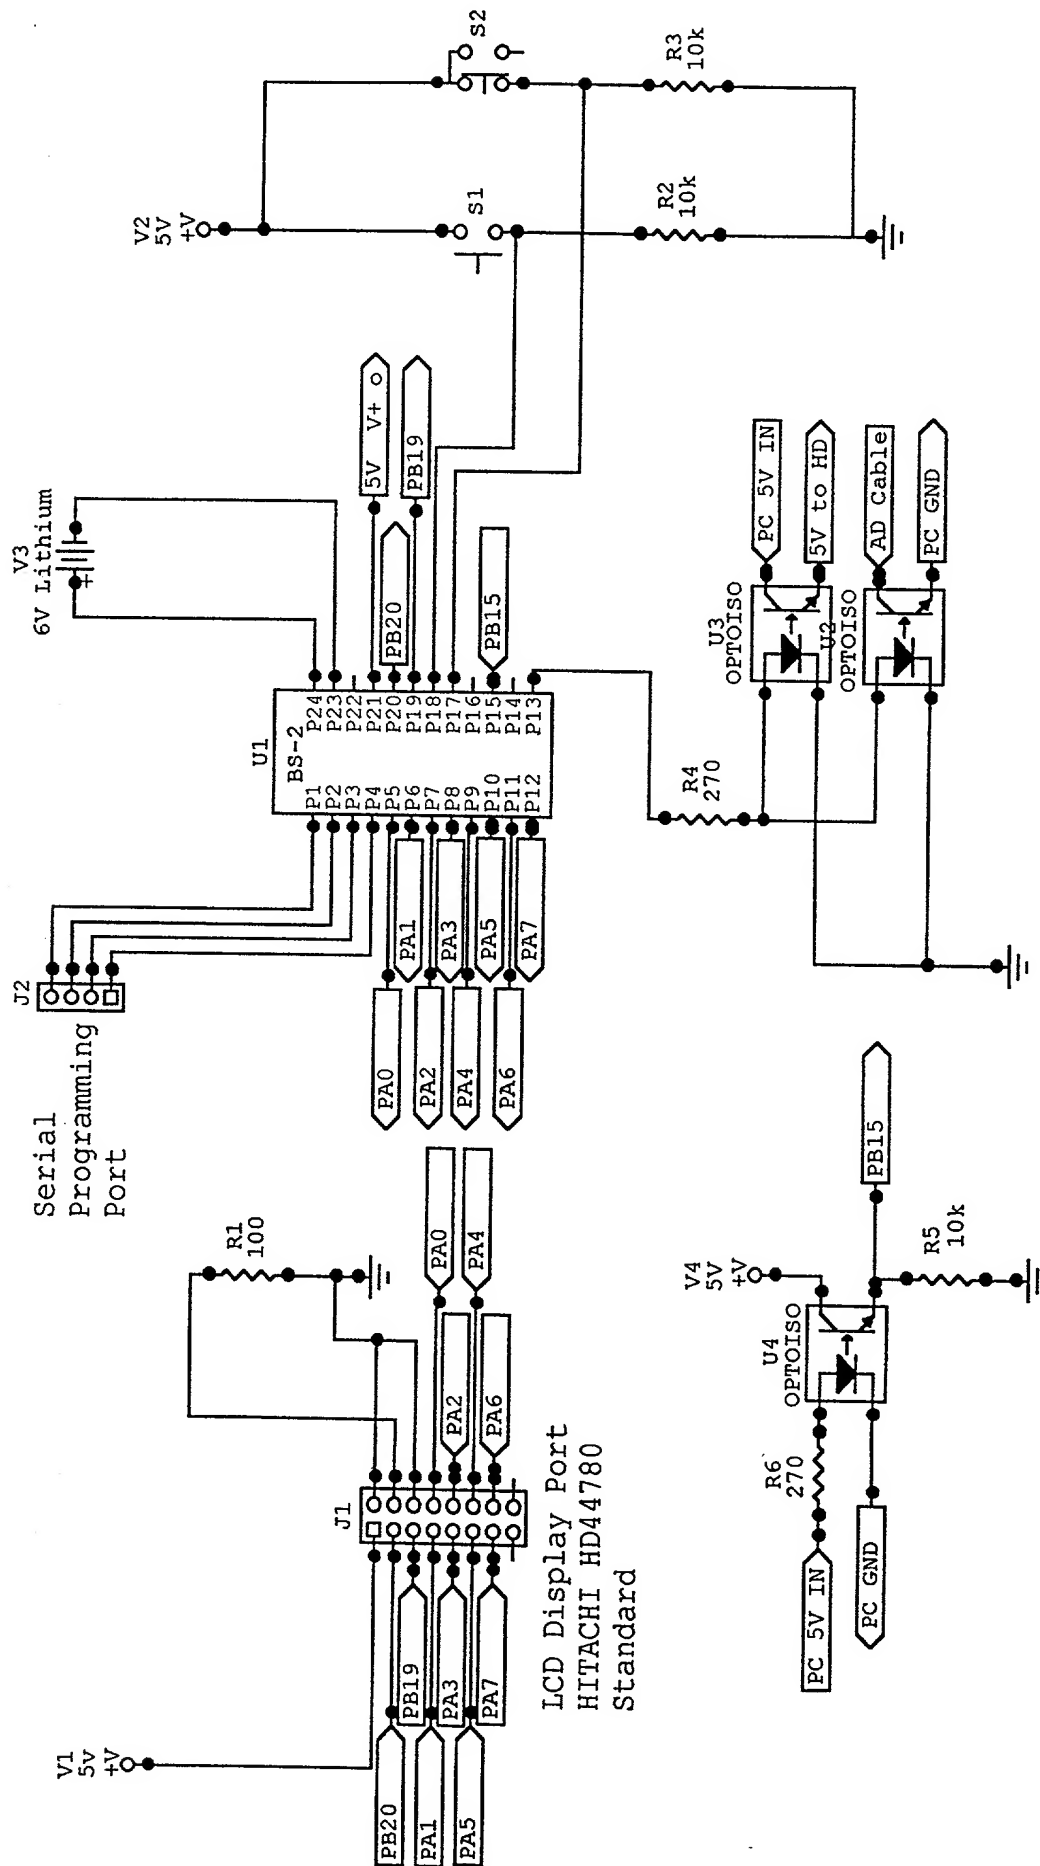 Serial
Programming
Port
J2
V3
6V Lithium
+
V2
5V
+V
S1
S2
R2
10k
R3
10k
U1
BS-2
P1
P2
P3
P4
P5
P6
P7
P8
P9
P10
P11
P12
P24
P23
P22
P21
P20
P19
P18
P17
P16
P15
P14
P13
5V V+
PB20
PB19
PB15
PA0
PA1
PA2
PA3
PA4
PA5
PA6
PA7
R4
270
U3
OPTOISO
PC 5V IN
5V to HD
U2
OPTOISO
AD Cable
PC GND
V1
5v
+V
R1
100
J1
PB20
PB19
PA1
PA3
PA5
PA7
PA0
PA2
PA4
PA6
LCD Display Port
HITACHI HD44780
Standard
PC 5V IN
PC GND
R6
270
U4
OPTOISO
V4
5V
+V
PB15
R5
10k